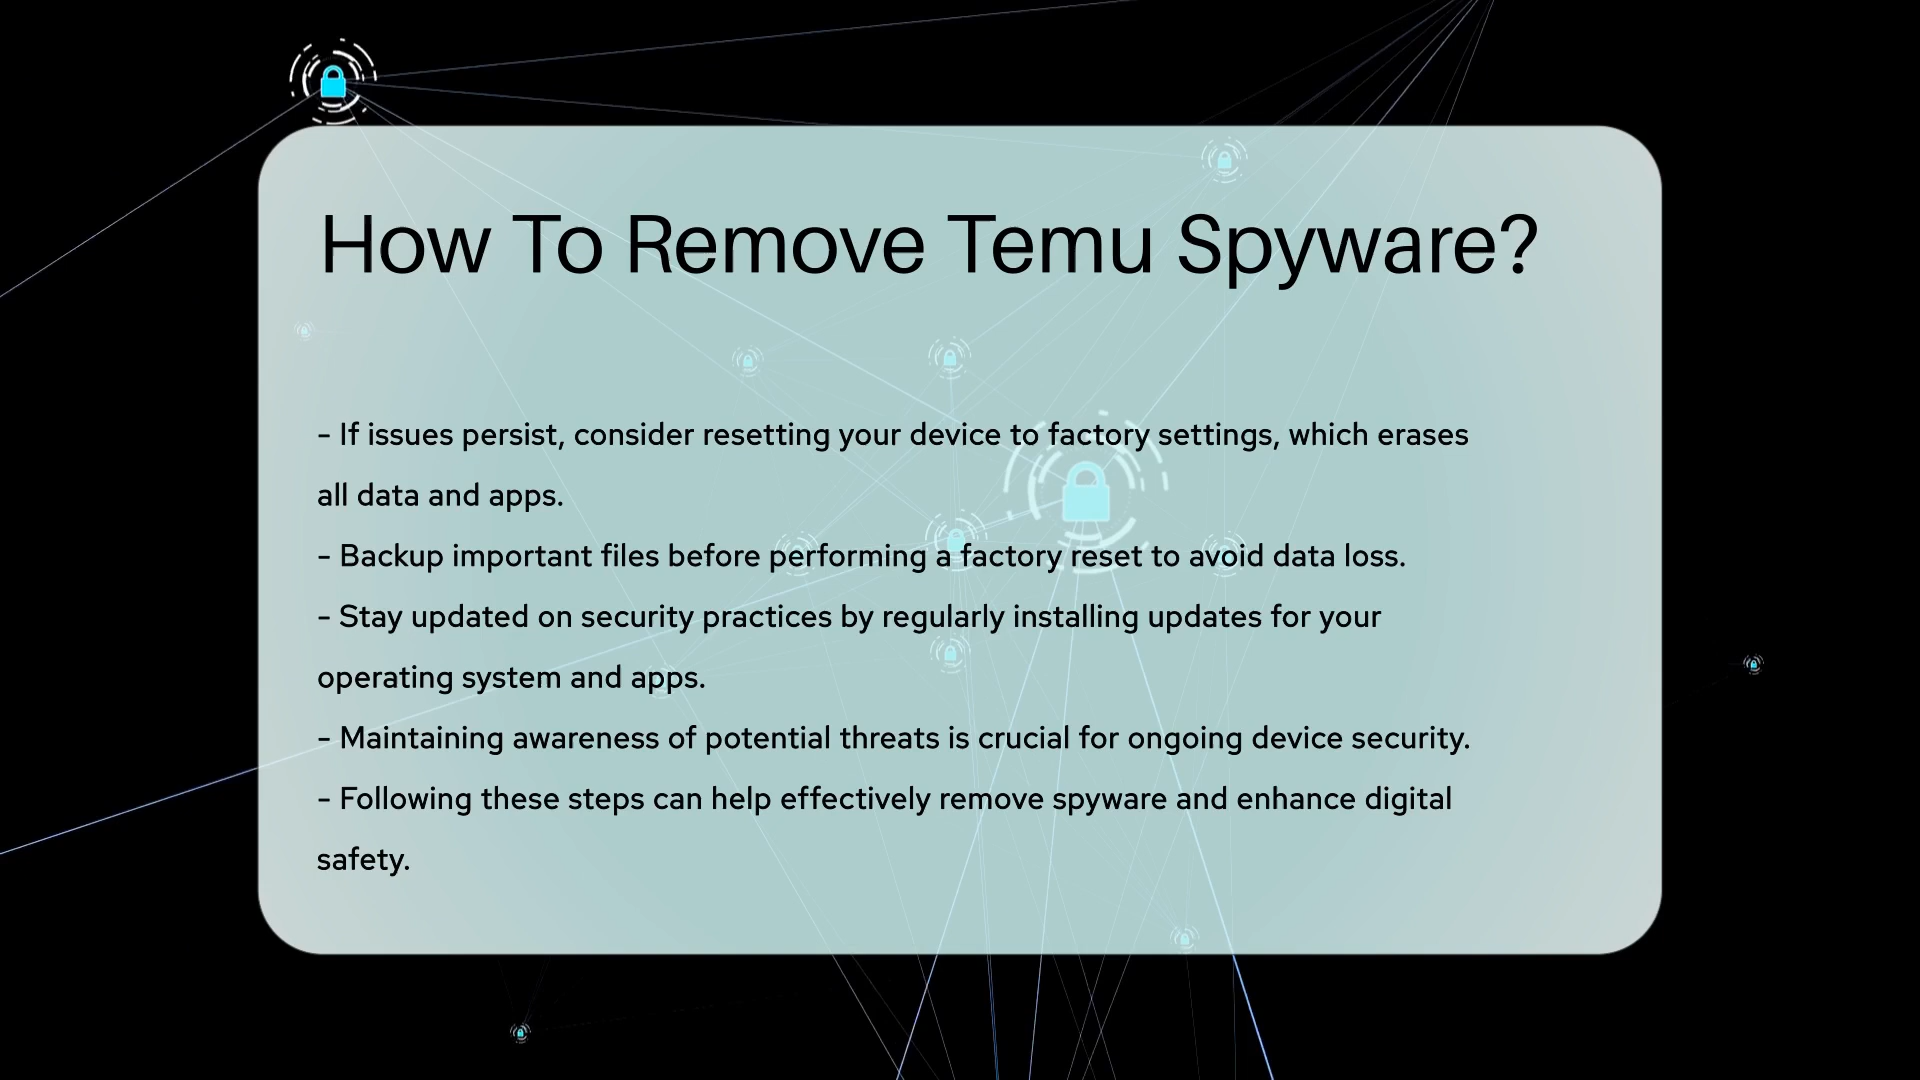 How To Remove Temu Spyware?
- If issues persist, consider resetting your device to factory settings, which erases
all data and apps.
- Backup important files before performing a factory reset to avoid data loss.
- Stay updated on security practices by regularly installing updates for your
operating system and apps.
- Maintaining awareness of potential threats is crucial for ongoing device security.
- Following these steps can help effectively remove spyware and enhance digital
safety.